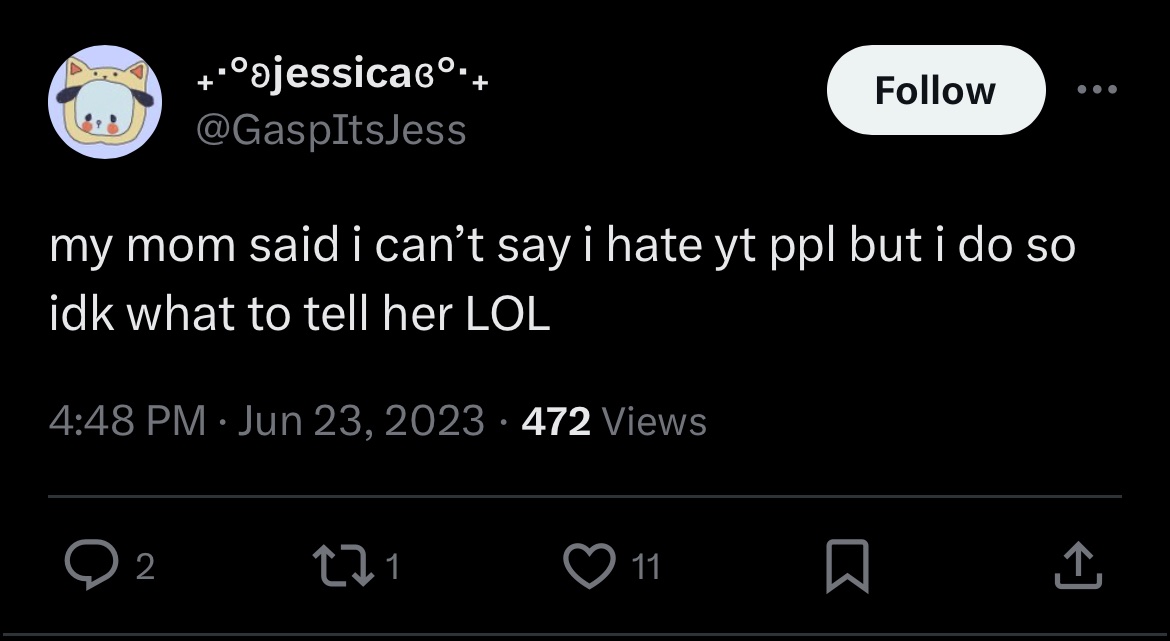 ₊˚°ʚjessicaɞ°˚₊
Follow
@GaspItsJess
my mom said i can’t say i hate yt ppl but i do so
idk what to tell her LOL
4:48 PM · Jun 23, 2023 · 472 Views
2
1
11